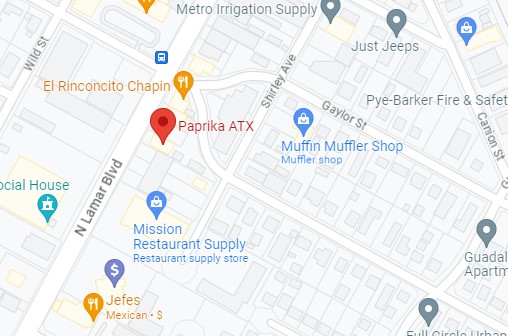 Metro Irrigation Supply
Wild St
Just Jeeps
El Rinconcito Chapin
Shirley Ave
Pye-Barker Fire & Safet
Gaylor St
Paprika ATX
Canion St
Muffin Muffler Shop
Muffler shop
N Lamar Blvd
ocial House
Mission
Restaurant Supply
Restaurant supply store
Guadal
Apartm
$
Jefes
Mexican • $
Full Circle Urban